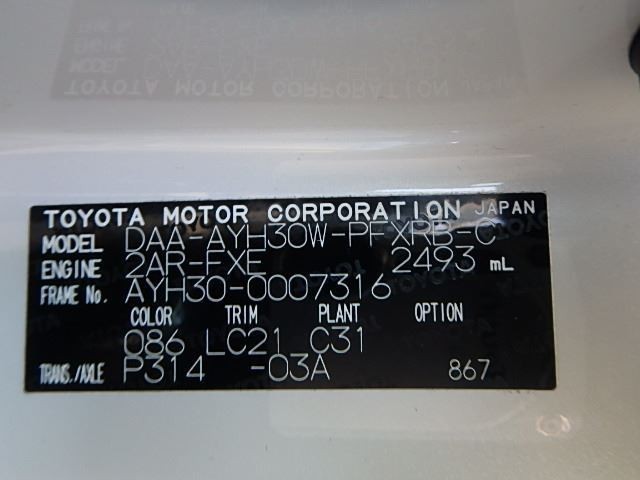 TOYOTA MOTOR CORPORATION JAPAN
MODEL DAA-AYH30W-PFXRB-C
ENGINE 2AR-FXE 2493 mL
FRAME No. AYH30-0007316
COLOR TRIM PLANT OPTION
086 LC21 C31
TRANS./AXLE P314 -03A 867